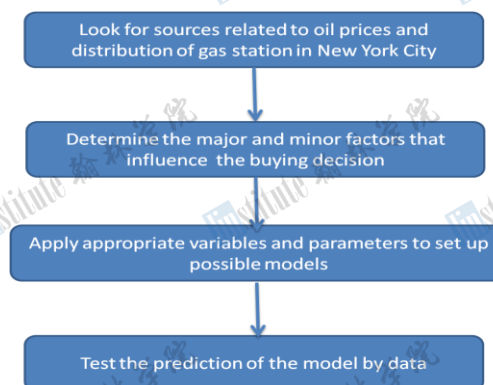 Look for sources related to oil prices and
distribution of gas station in New York City
Determine the major and minor factors that
influence the buying decision
Apply appropriate variables and parameters to set up
possible models
Test the prediction of the model by data